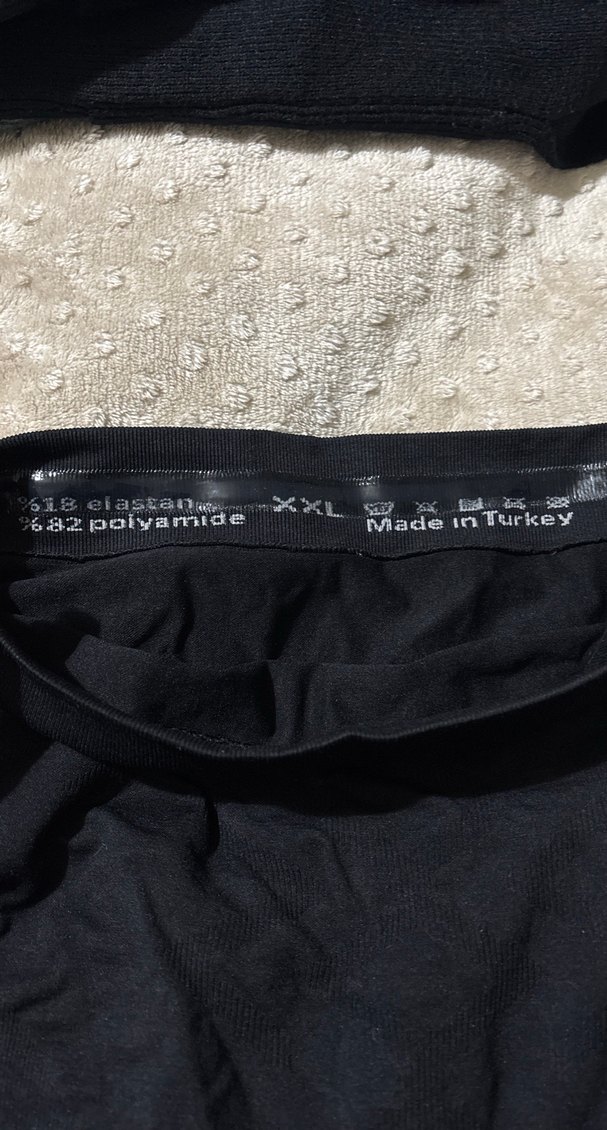 %18 elastan XXL
%82 polyamide Made in Turkey